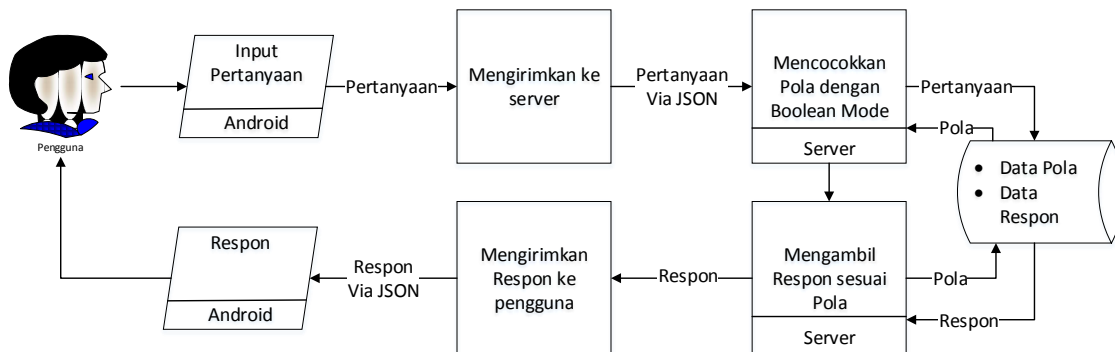 Input
Pertanyaan
Android
Pengguna
Pertanyaan
Mengirimkan ke
server
Pertanyaan
Via JSON
Mencocokkan
Pola dengan
Boolean Mode
Server
Pertanyaan
Pola
• Data Pola
• Data
Respon
Respon
Android
Respon
Via JSON
Mengirimkan
Respon ke
pengguna
Respon
Mengambil
Respon sesuai
Pola
Server
Pola
Respon